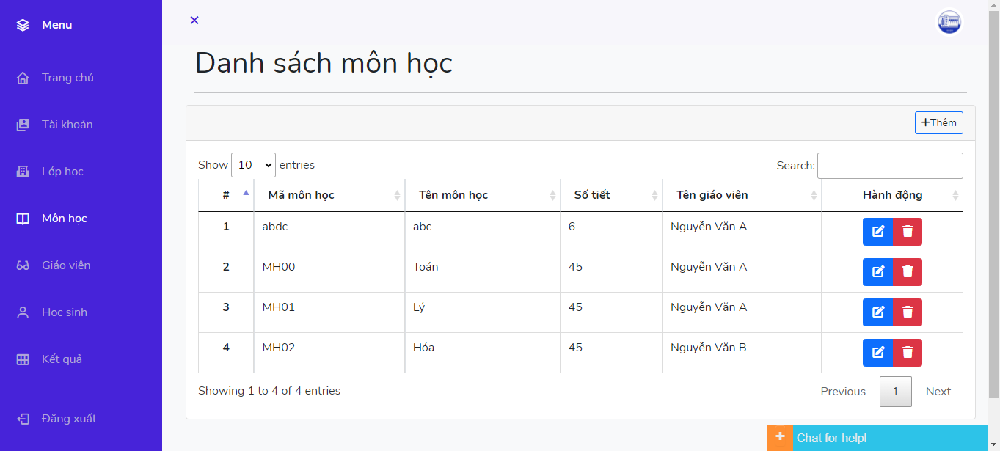 Menu
Trang chủ
Tài khoản
Lớp học
Môn học
Giáo viên
Học sinh
Kết quả
Đăng xuất
Danh sách môn học
Thêm
Show 10 entries
Search:
# Mã môn học Tên môn học Số tiết Tên giáo viên Hành động
1 abdc abc 6 Nguyễn Văn A
2 MH00 Toán 45 Nguyễn Văn A
3 MH01 Lý 45 Nguyễn Văn A
4 MH02 Hóa 45 Nguyễn Văn B
Showing 1 to 4 of 4 entries
Previous 1 Next
Chat for help!